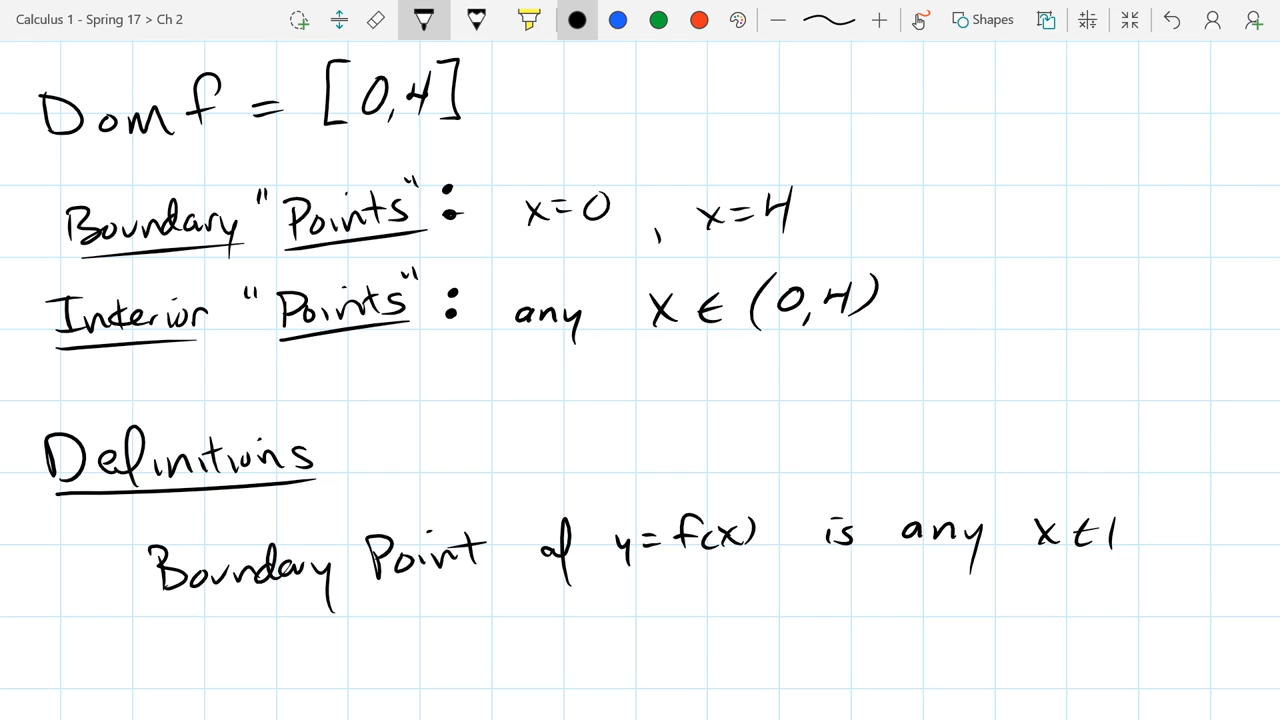 Calculus 1 - Spring 17 > Ch 2
Shapes
Dom f = [0,4]
Boundary "Points": x=0, x=4
Interior "Points": any x ∈ (0,4)
Definitions
Boundary Point of y=f(x) is any x ∈